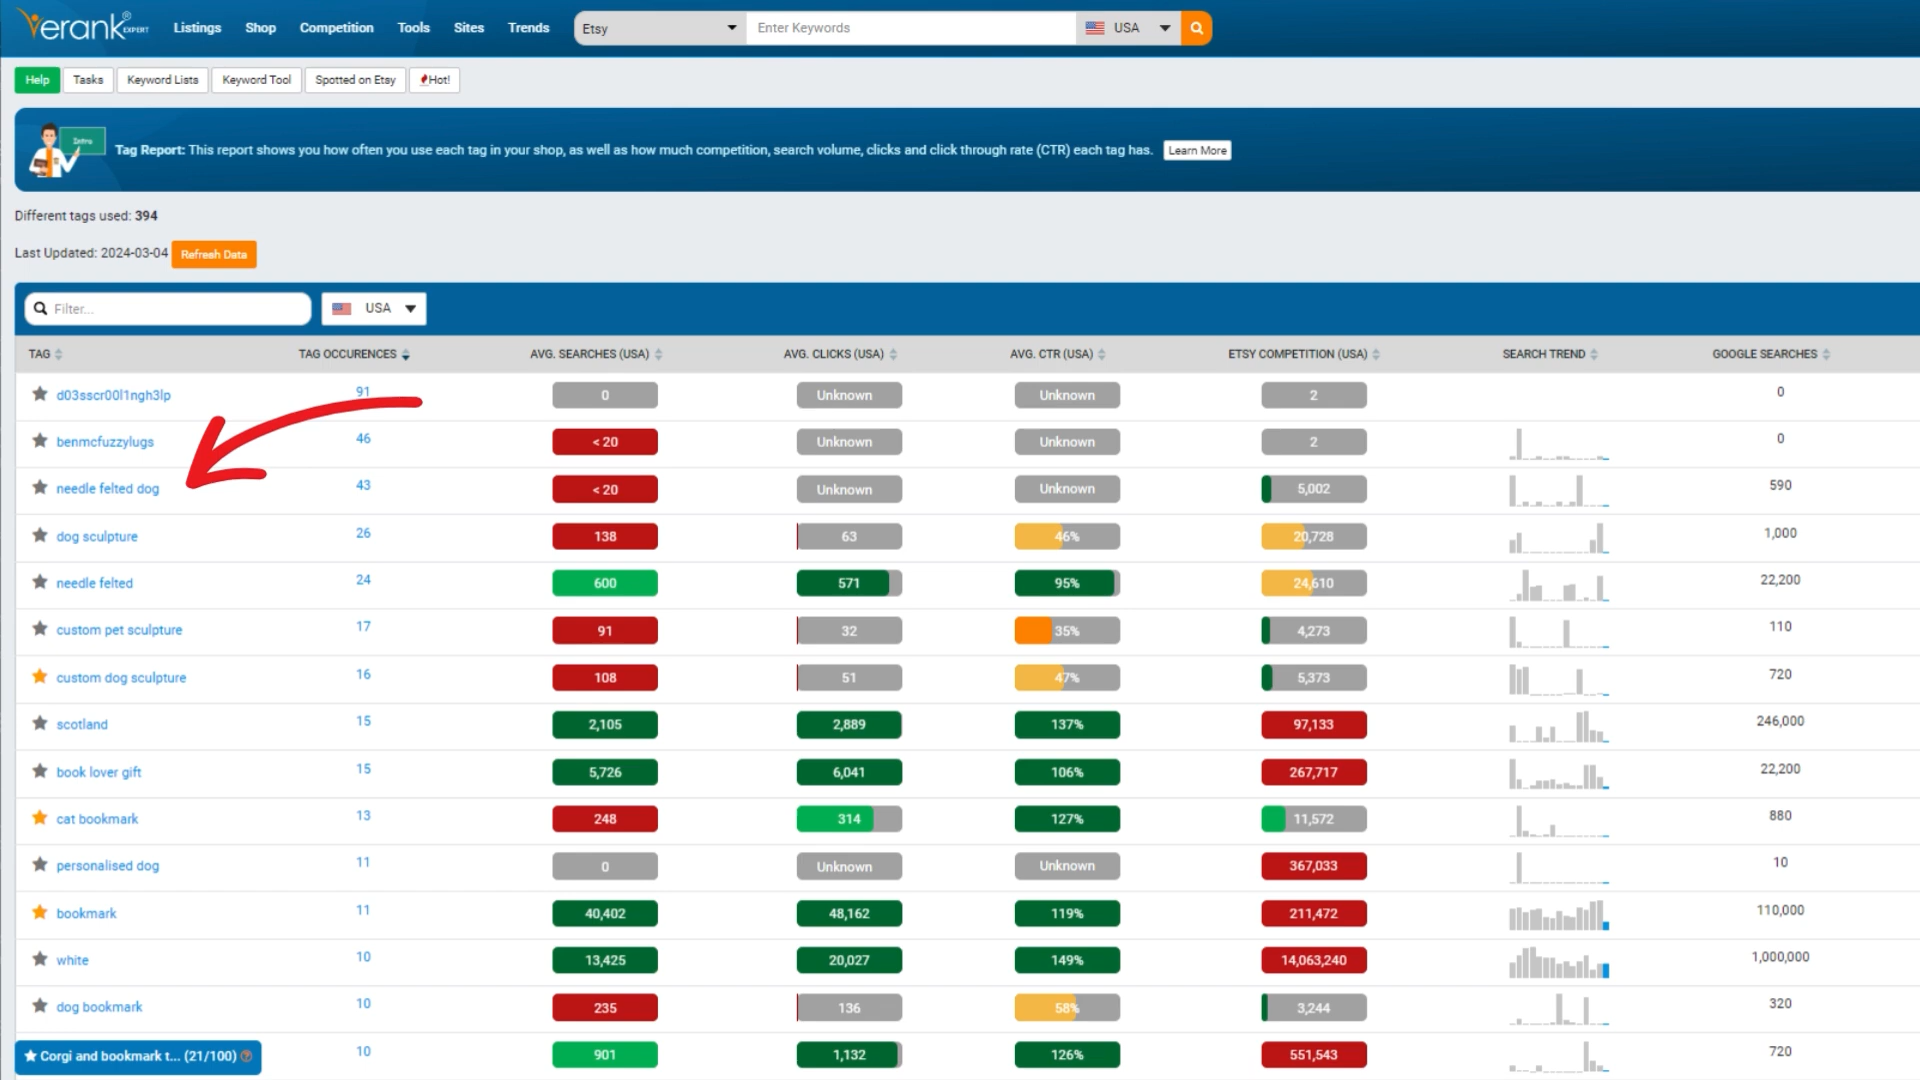 erank® EXPERT Listings Shop Competition Tools Sites Trends Etsy Enter Keywords USA
Help Tasks Keyword Lists Keyword Tool Spotted on Etsy Hot!
Intro
Tag Report: This report shows you how often you use each tag in your shop, as well as how much competition, search volume, clicks and click through rate (CTR) each tag has. Learn More
Different tags used: 394
Last Updated: 2024-03-04 Refresh Data
Filter... USA
TAG TAG OCCURENCES AVG. SEARCHES (USA) AVG. CLICKS (USA) AVG. CTR (USA) ETSY COMPETITION (USA) SEARCH TREND GOOGLE SEARCHES
d03sscr00l1ngh3lp 91 0 Unknown Unknown 2 0
benmcfuzzylugs 46 < 20 Unknown Unknown 2 0
needle felted dog 43 < 20 Unknown Unknown 5,002 590
dog sculpture 26 138 63 46% 20,728 1,000
needle felted 24 600 571 95% 24,610 22,200
custom pet sculpture 17 91 32 35% 4,273 110
custom dog sculpture 16 108 51 47% 5,373 720
scotland 15 2,105 2,889 137% 97,133 246,000
book lover gift 15 5,726 6,041 106% 267,717 22,200
cat bookmark 13 248 314 127% 11,572 880
personalised dog 11 0 Unknown Unknown 367,033 10
bookmark 11 40,402 48,162 119% 211,472 110,000
white 10 13,425 20,027 149% 14,063,240 1,000,000
dog bookmark 10 235 136 58% 3,244 320
Corgi and bookmark t... (21/100) ? 10 901 1,132 126% 551,543 720